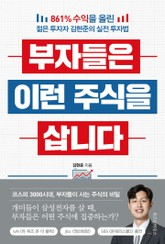 861% 수익을 올린
젊은 투자자 김현준의 실전 투자법
부자들은
이런 주식을
삽니다
김현준 지음
코스피 3000시대, 부자들이 사는 주식의 비밀
개미들이 삼성전자를 살 때,
부자들은 어떤 주식에 집중하는가?